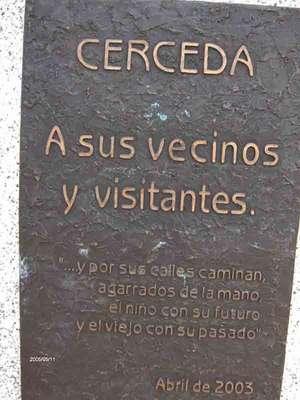 CERCEDA
A sus vecinos
y visitantes.
"...y por sus calles caminan,
agarrados de la mano,
el niño con su futuro
y el viejo con su pasado"
Abril de 2003
2005/05/11